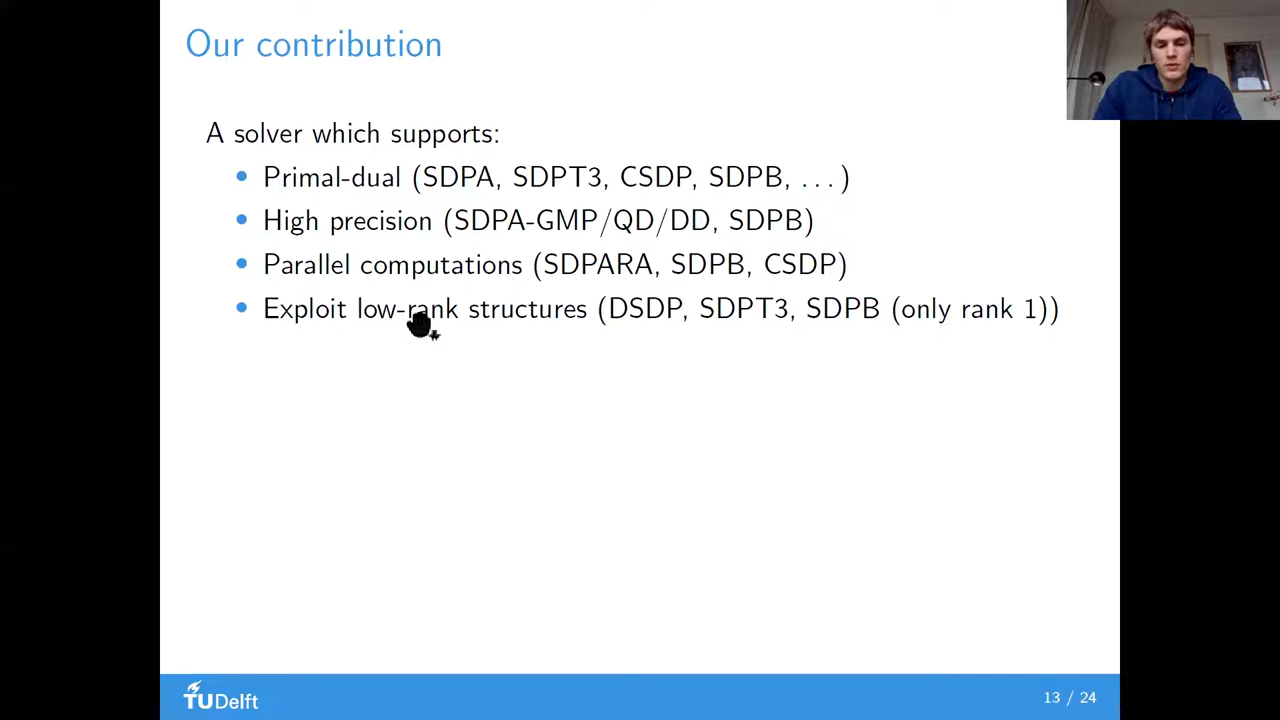 Our contribution
A solver which supports:
• Primal-dual (SDPA, SDPT3, CSDP, SDPB, ...)
• High precision (SDPA-GMP/QD/DD, SDPB)
• Parallel computations (SDPARA, SDPB, CSDP)
• Exploit low-rank structures (DSDP, SDPT3, SDPB (only rank 1))
TUDelft
13 / 24